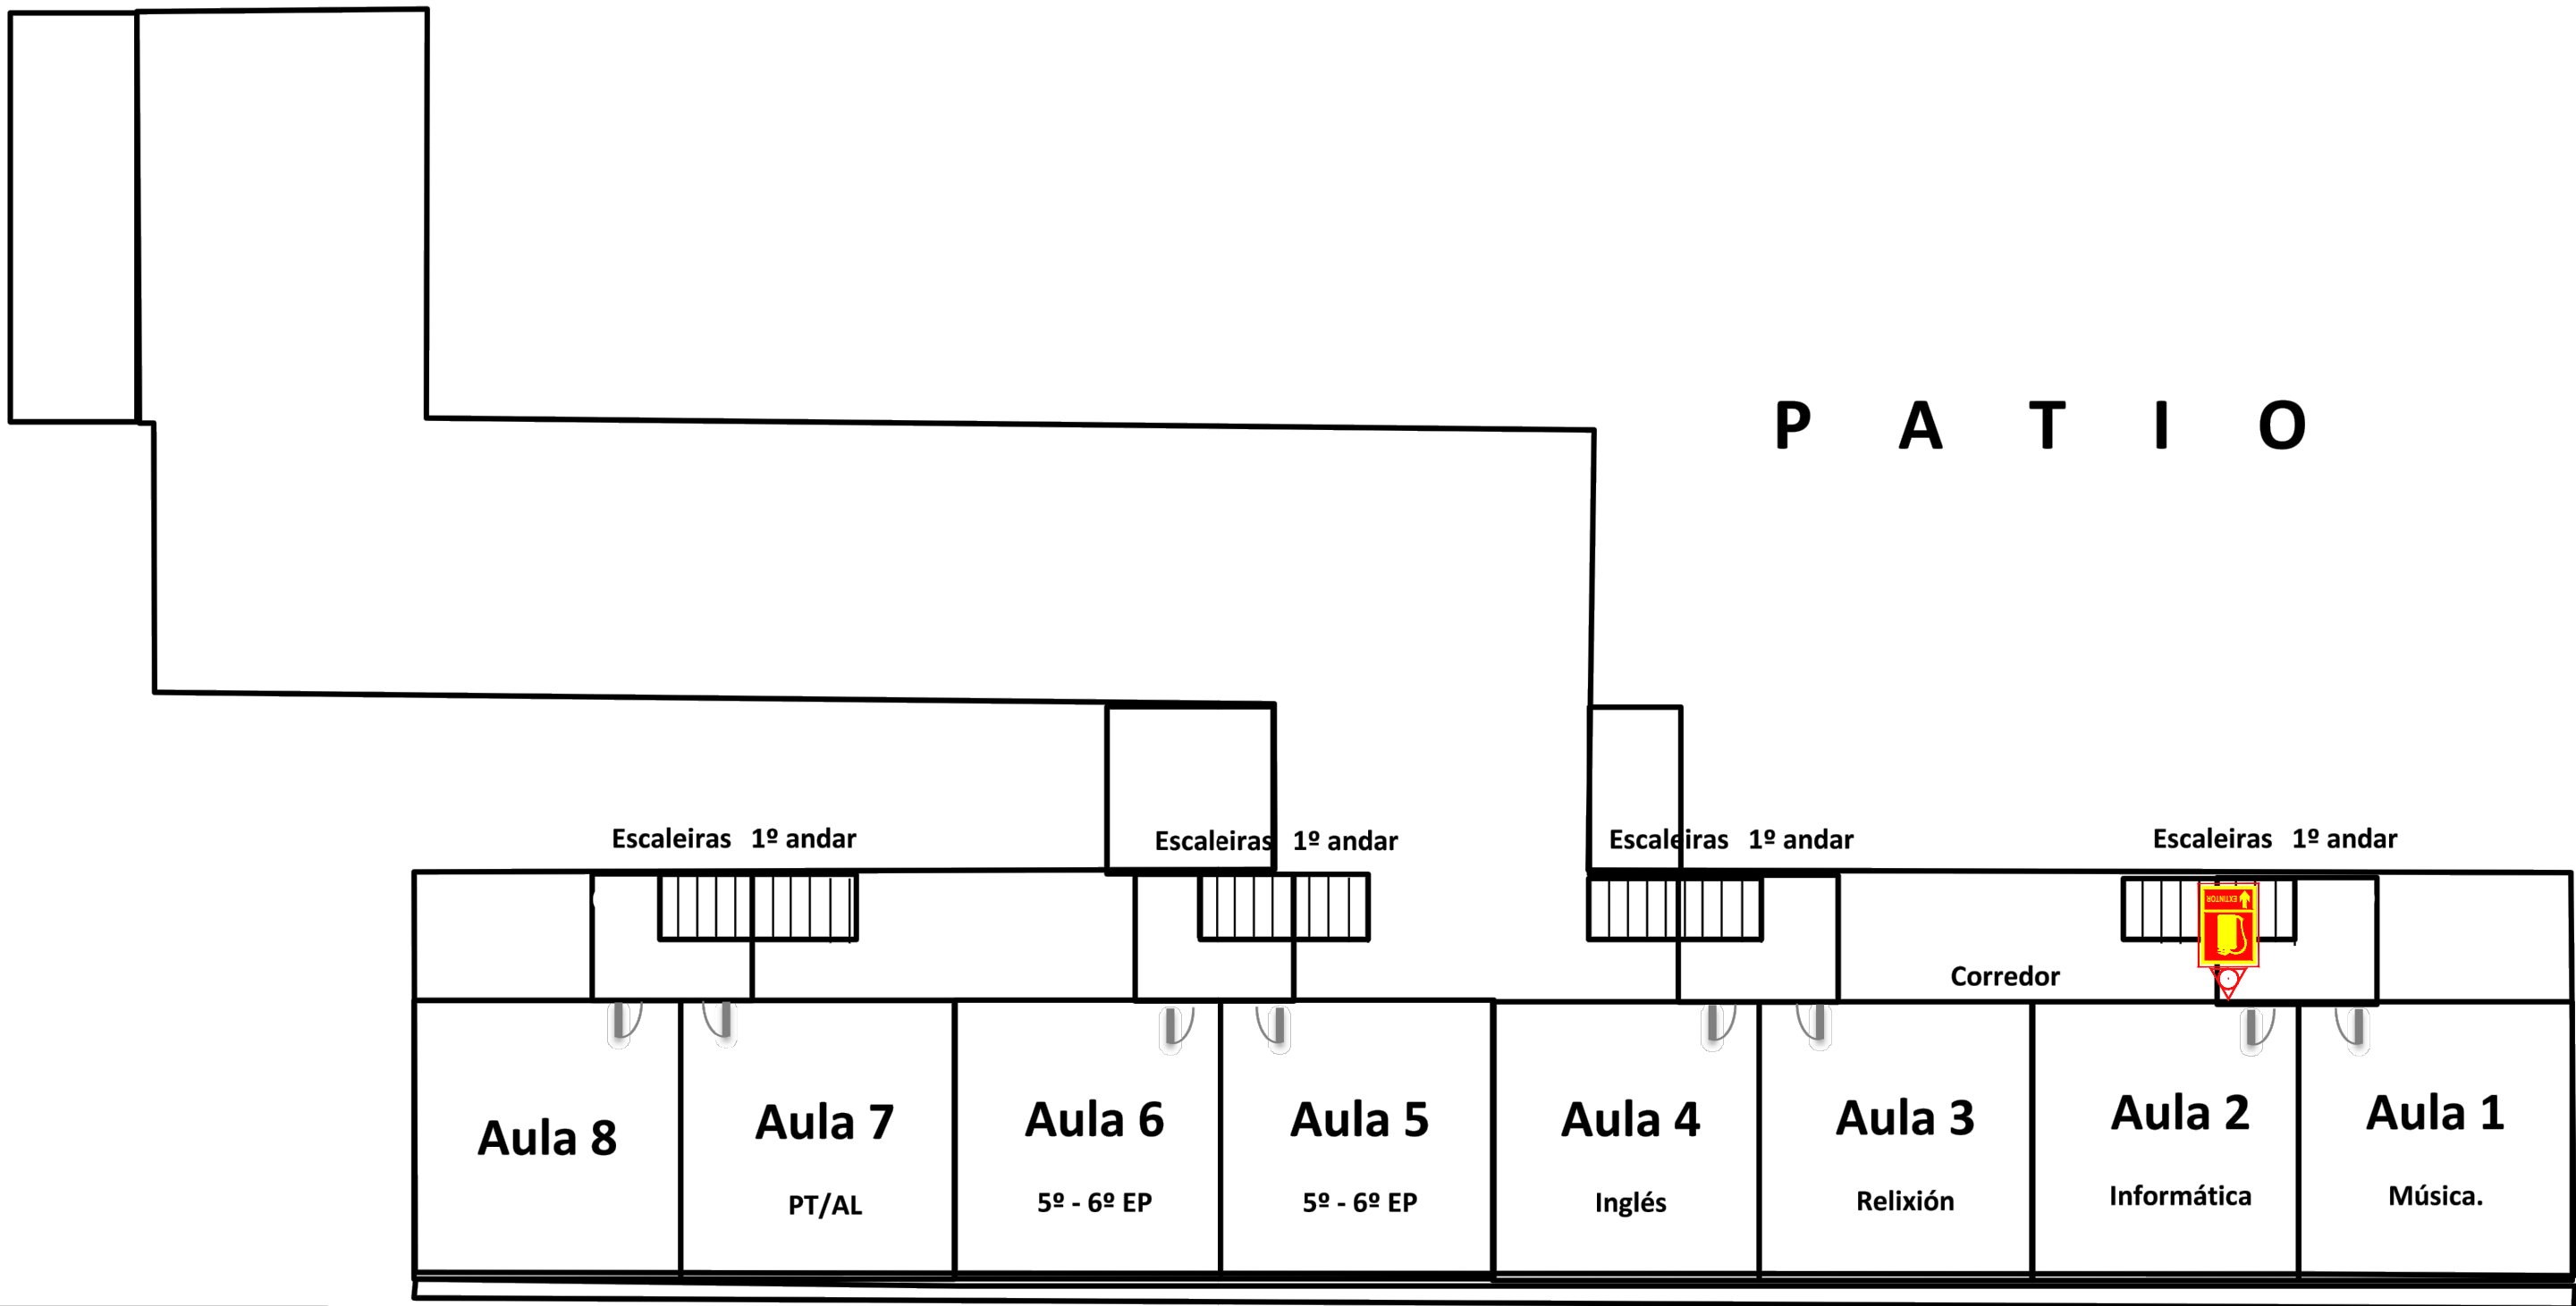 P A T I O
Escaleiras 1º andar
Escaleiras 1º andar
Escaleiras 1º andar
Escaleiras 1º andar
EXTINTOR
Corredor
Aula 8
Aula 7
PT/AL
Aula 6
5º - 6º EP
Aula 5
5º - 6º EP
Aula 4
Inglés
Aula 3
Relixión
Aula 2
Informática
Aula 1
Música.